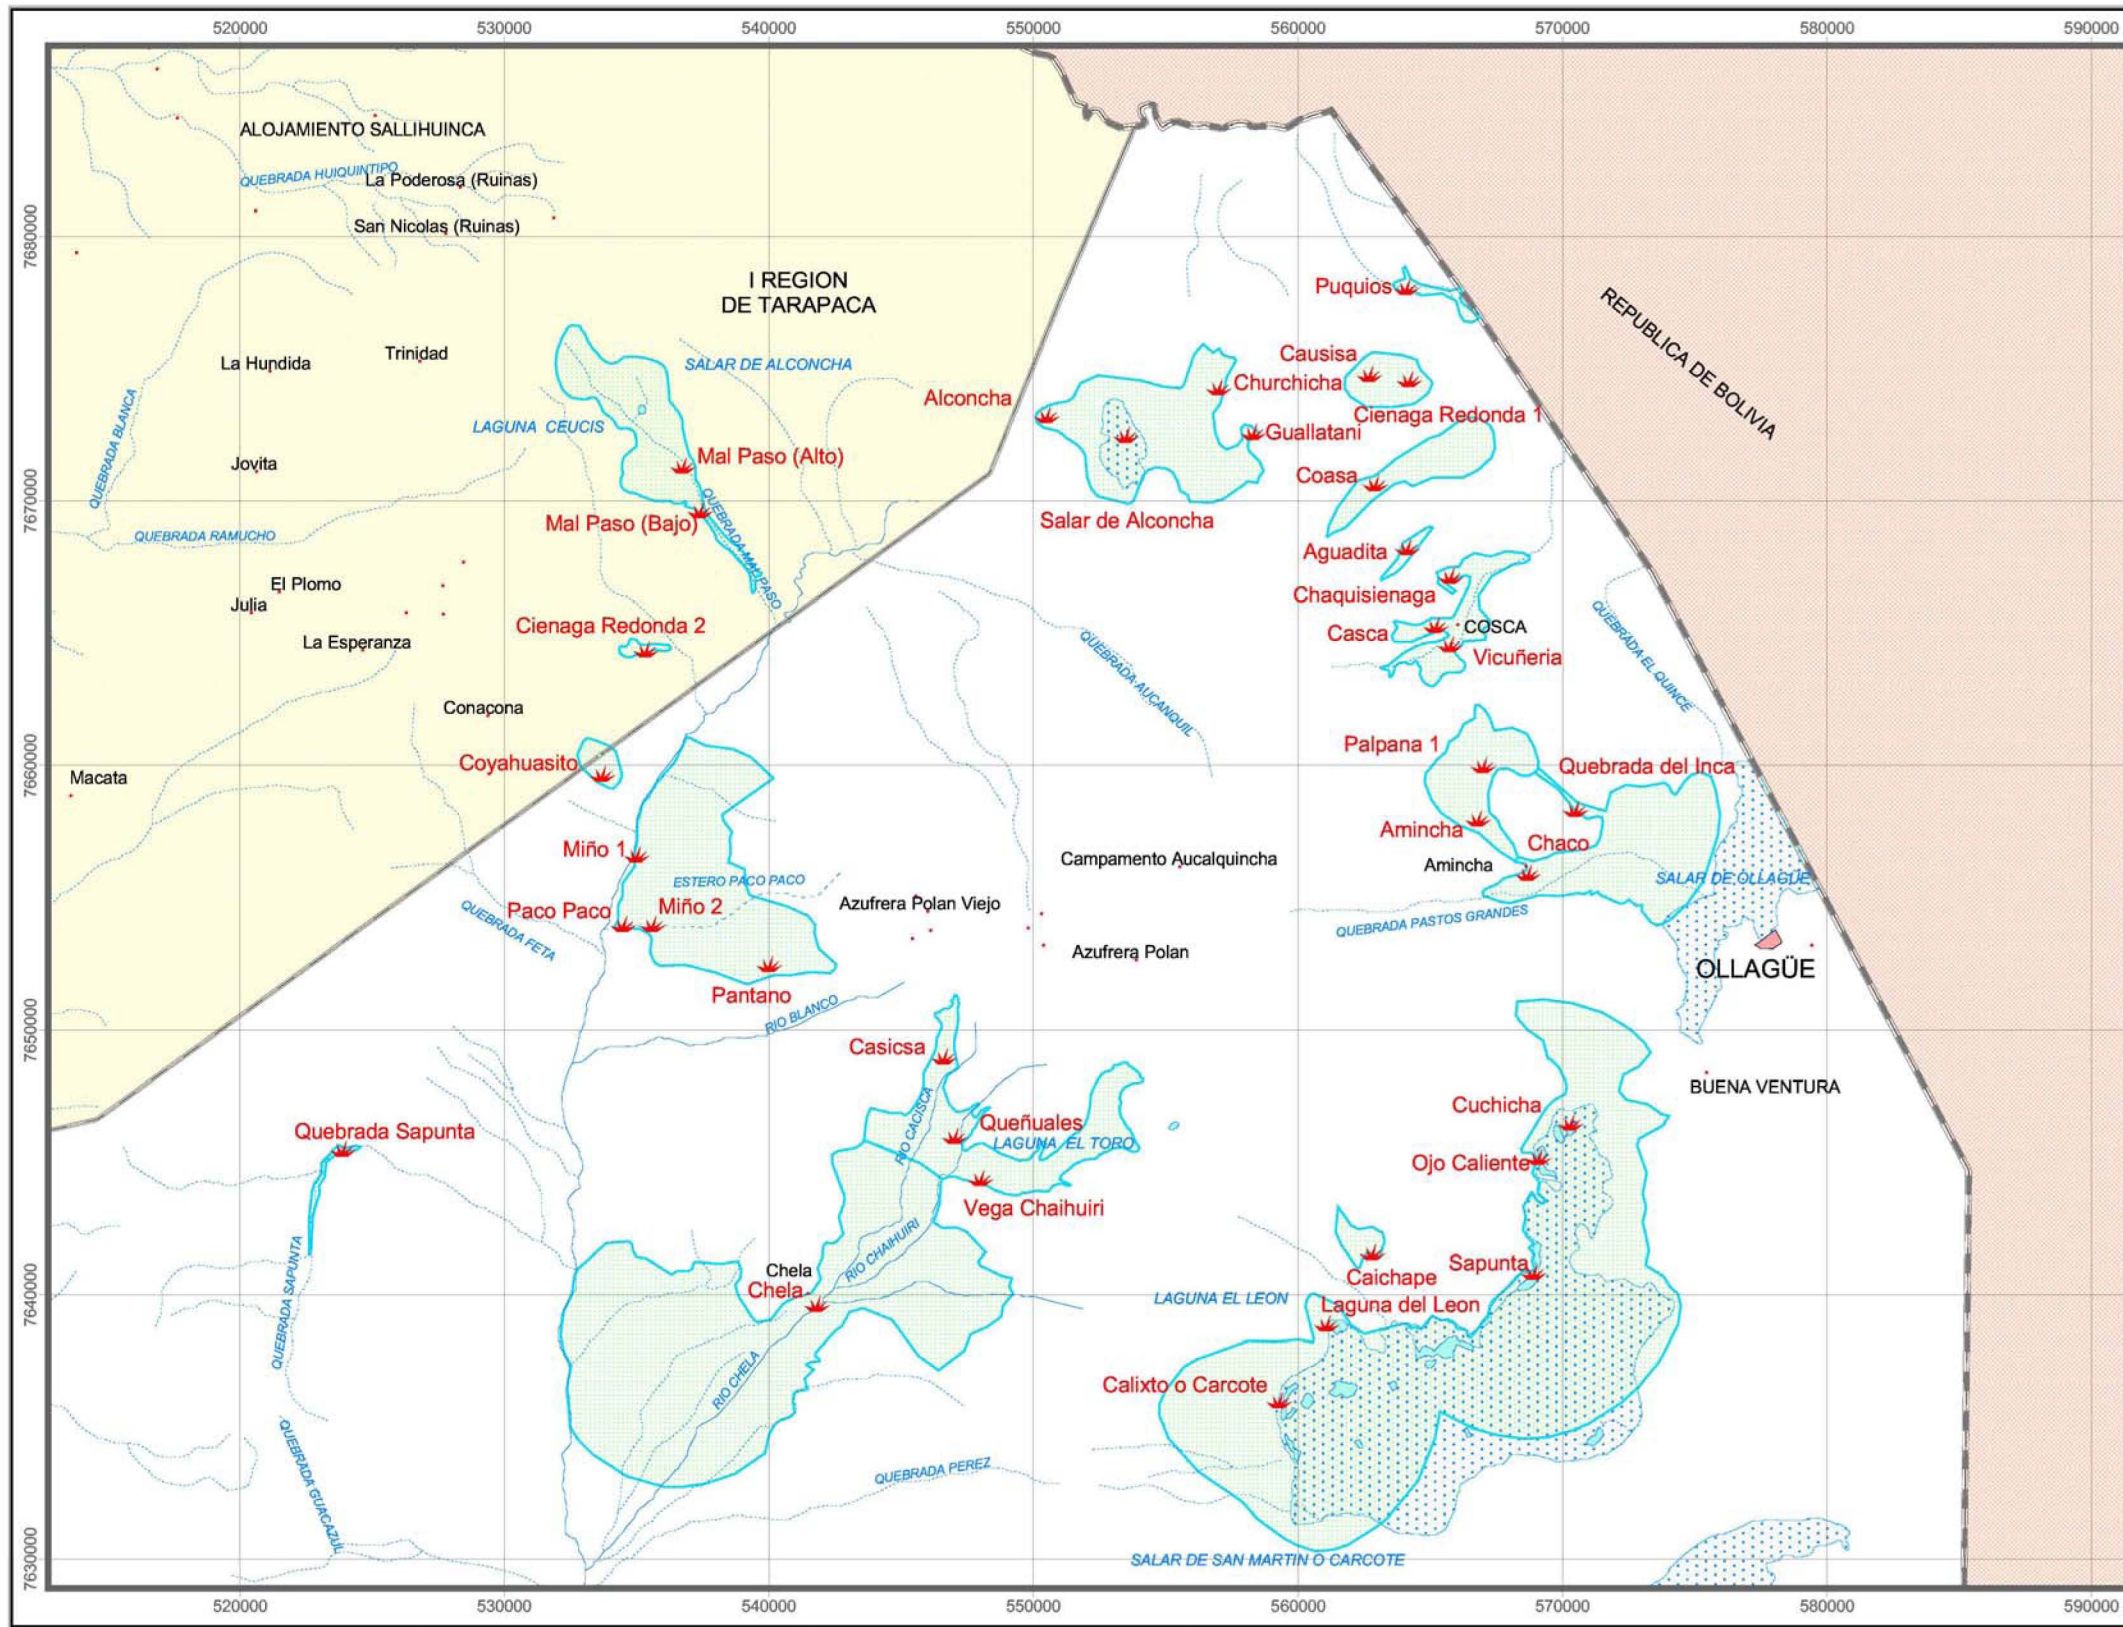 520000 530000 540000 550000 560000 570000 580000 590000
ALOJAMIENTO SALLIHUINCA
QUEBRADA HUIQUINTIPO
La Poderosa (Ruinas)
San Nicolas (Ruinas)
7680000
I REGION
DE TARAPACA
Puquios
REPUBLICA DE BOLIVIA
La Hundida
Trinidad
SALAR DE ALCONCHA
Causisa
Churchicha
Alconcha
Cienaga Redonda 1
QUEBRADA BLANCA
LAGUNA CEUCIS
Guallatani
Mal Paso (Alto)
Jovita
Coasa
7670000
Mal Paso (Bajo)
QUEBRADA MAL PASO
Salar de Alconcha
QUEBRADA RAMUCHO
Aguadita
El Plomo
Julia
Chaquisienaga
Cienaga Redonda 2
Casca
COSCA
La Esperanza
Vicuñeria
QUEBRADA AUCANQUIL
QUEBRADA EL QUINCE
Conacona
Palpana 1
Coyahuasito
Quebrada del Inca
7660000
Macata
Amincha
Chaco
Miño 1
Campamento Aucalquincha
Amincha
ESTERO PACO PACO
SALAR DE OLLAGÜE
Paco Paco
Miño 2
Azufrera Polan Viejo
QUEBRADA FETA
QUEBRADA PASTOS GRANDES
Azufrera Polan
OLLAGÜE
Pantano
RIO BLANCO
7650000
Casicsa
BUENA VENTURA
RIO CACISCA
Cuchicha
Quebrada Sapunta
Queñuales
LAGUNA EL TORO
Ojo Caliente
Vega Chaihuiri
RIO CHAIHUIRI
QUEBRADA SAPUNTA
Chela
Chela
Sapunta
Caichape
7640000
LAGUNA EL LEON
Laguna del Leon
RIO CHELA
Calixto o Carcote
QUEBRADA GUACAZUL
QUEBRADA PEREZ
7630000
SALAR DE SAN MARTIN O CARCOTE
520000 530000 540000 550000 560000 570000 580000 590000